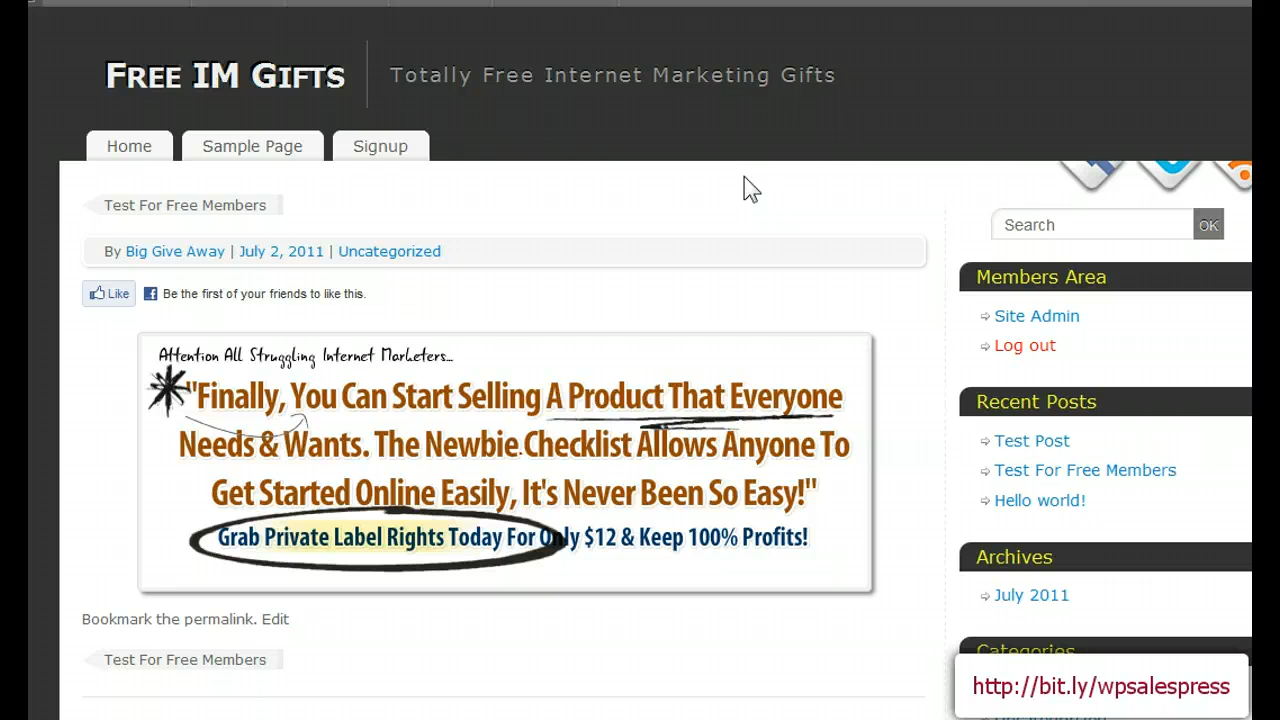 Free IM Gifts
Totally Free Internet Marketing Gifts
Home
Sample Page
Signup
Test For Free Members
By Big Give Away | July 2, 2011 | Uncategorized
Like
Be the first of your friends to like this.
Attention All Struggling Internet Marketers...
"Finally, You Can Start Selling A Product That Everyone
Needs & Wants. The Newbie Checklist Allows Anyone To
Get Started Online Easily, It's Never Been So Easy!"
Grab Private Label Rights Today For Only $12 & Keep 100% Profits!
Bookmark the permalink. Edit
Test For Free Members
Search
OK
Members Area
Site Admin
Log out
Recent Posts
Test Post
Test For Free Members
Hello world!
Archives
July 2011
Categories
http://bit.ly/wpsalespress